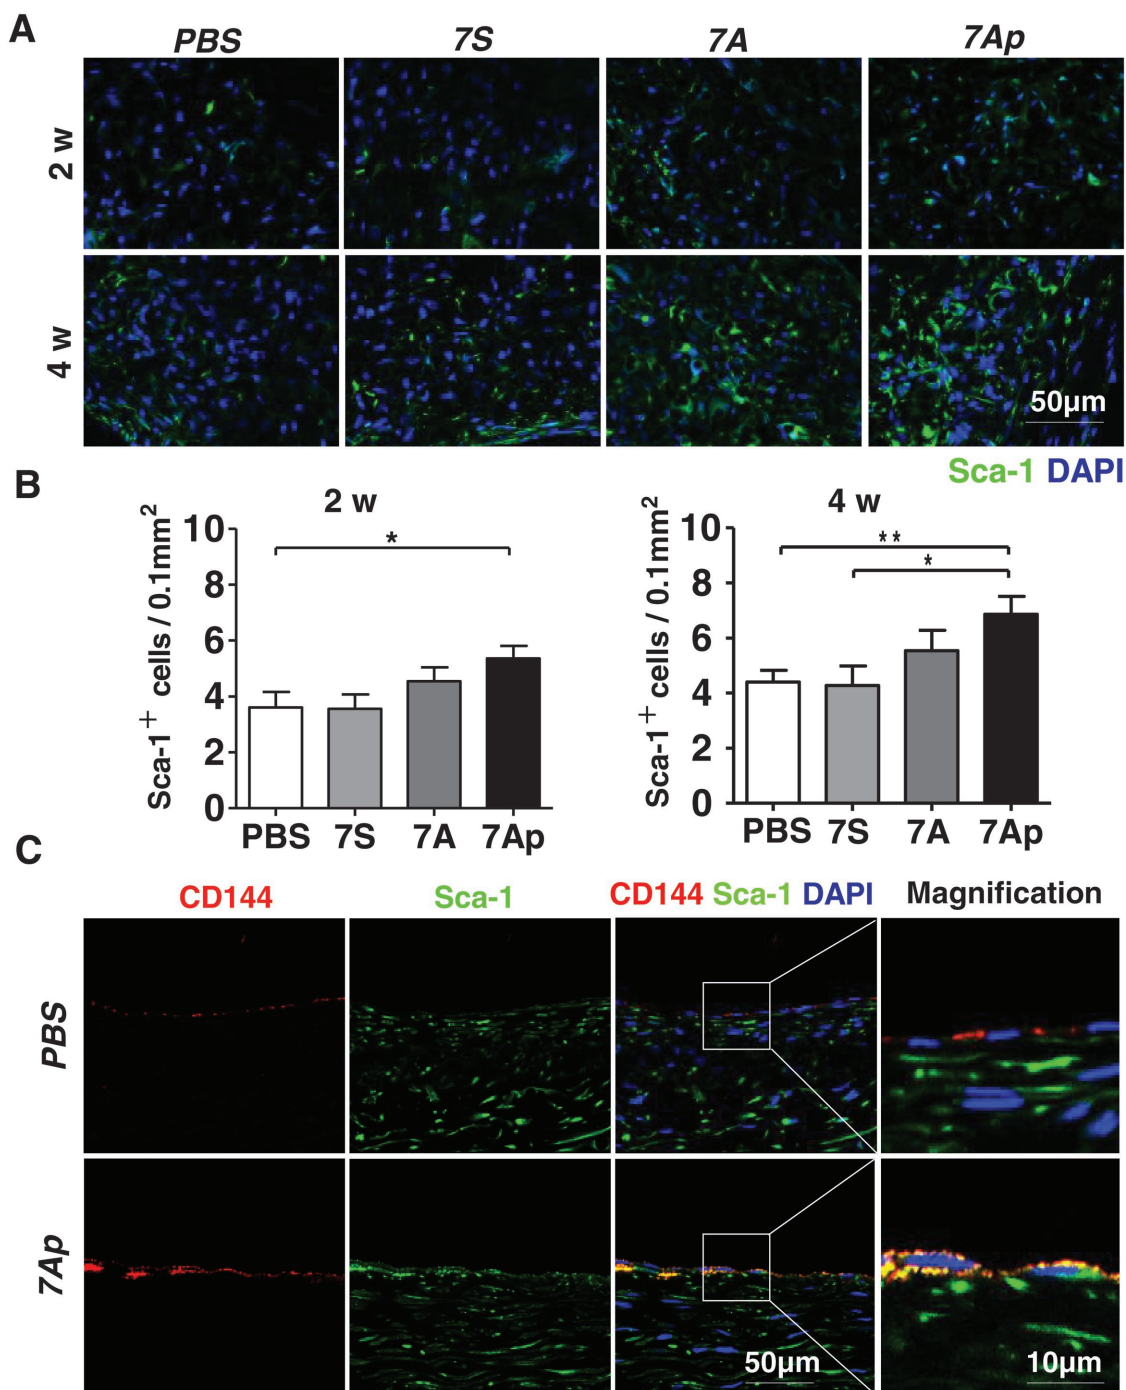 A
PBS 7S 7A 7Ap
2 w
4 w
50µm
Sca-1 DAPI
B
2 w
Sca-1+ cells / 0.1mm2
10
8
6
4
2
0
*
PBS 7S 7A 7Ap
4 w
Sca-1+ cells / 0.1mm2
10
8
6
4
2
0
**
*
PBS 7S 7A 7Ap
C
CD144 Sca-1 CD144 Sca-1 DAPI Magnification
PBS
7Ap
50µm 10µm